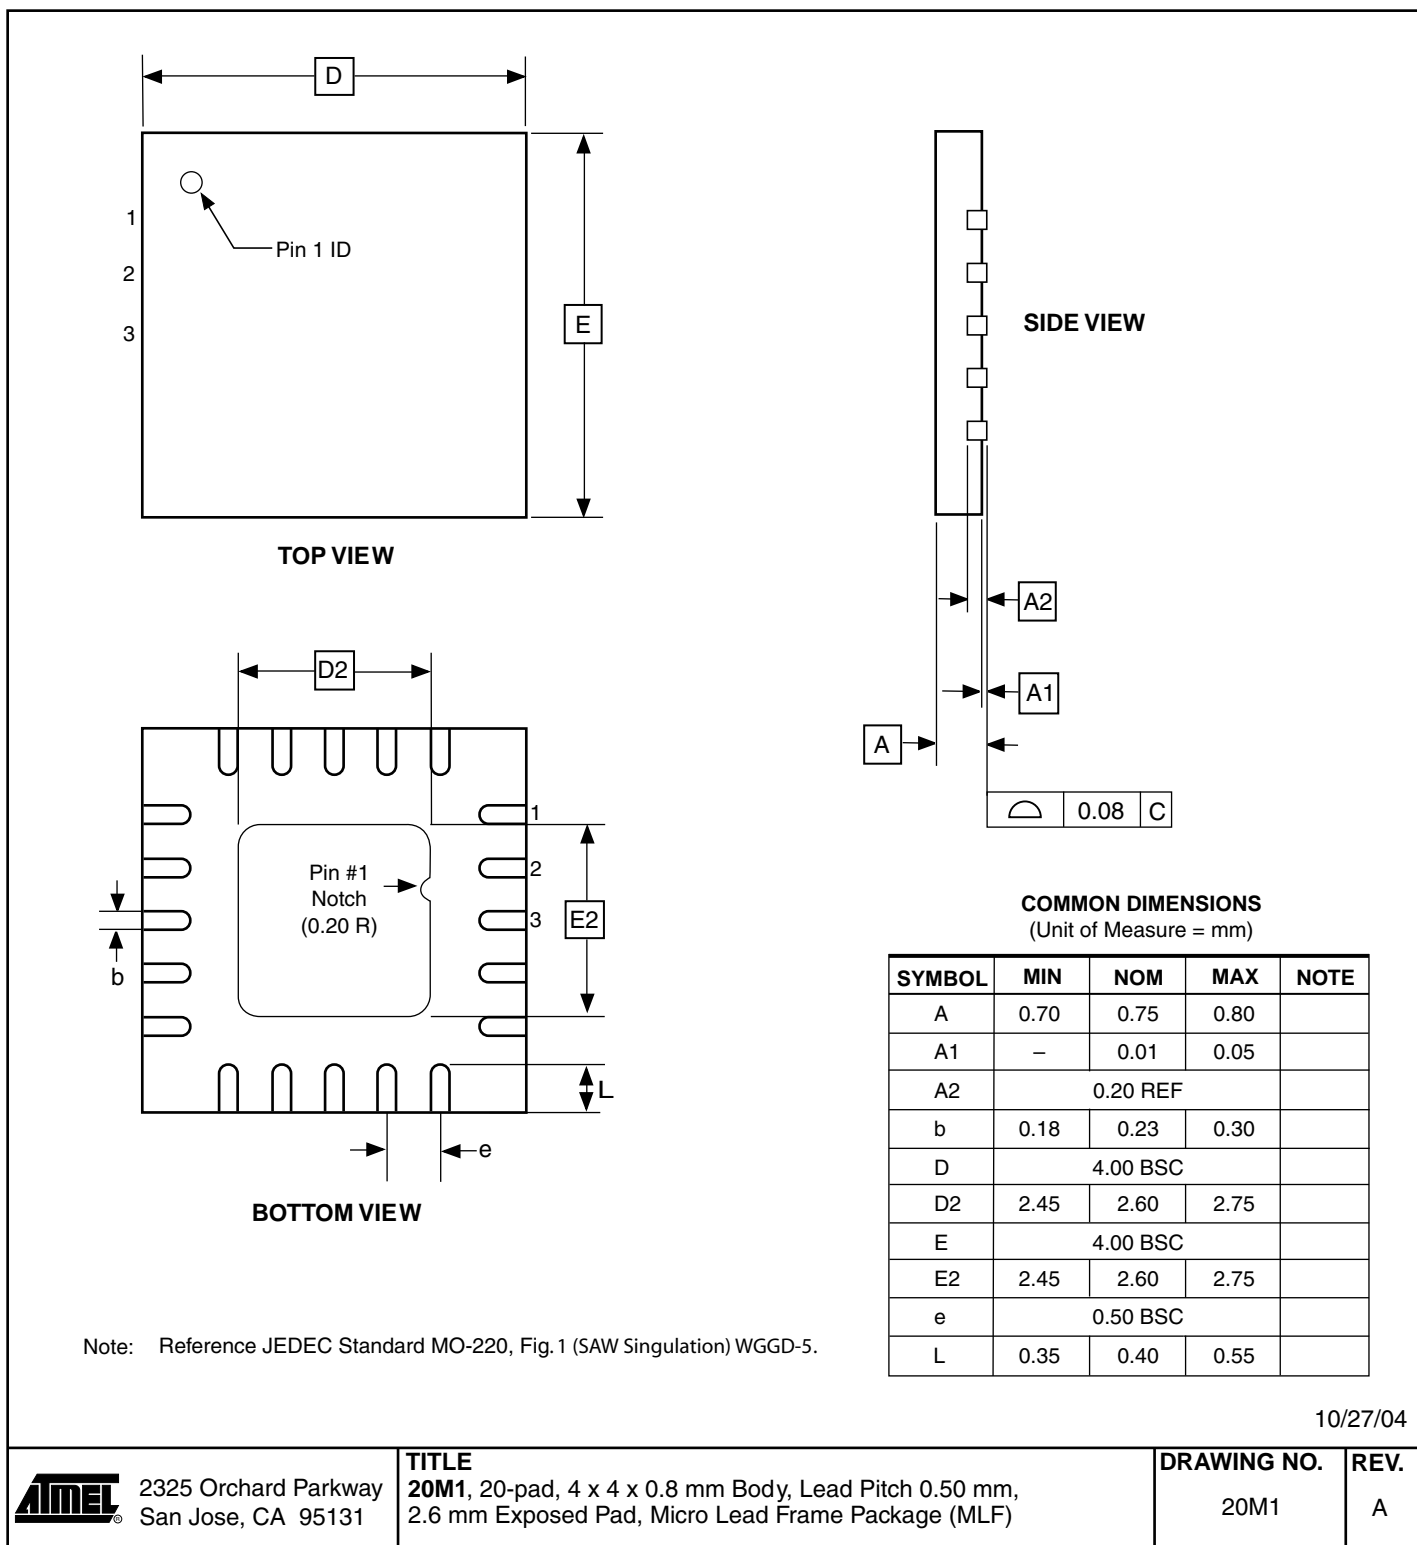 D
1
2
3
Pin 1 ID
E
TOP VIEW
SIDE VIEW
A2
A1
A
0.08 C
D2
1
2
3
Pin #1
Notch
(0.20 R)
E2
b
L
e
BOTTOM VIEW
COMMON DIMENSIONS
(Unit of Measure = mm)
SYMBOL MIN NOM MAX NOTE
A 0.70 0.75 0.80
A1 – 0.01 0.05
A2 0.20 REF
b 0.18 0.23 0.30
D 4.00 BSC
D2 2.45 2.60 2.75
E 4.00 BSC
E2 2.45 2.60 2.75
e 0.50 BSC
L 0.35 0.40 0.55
Note: Reference JEDEC Standard MO-220, Fig. 1 (SAW Singulation) WGGD-5.
10/27/04
ATMEL ®
2325 Orchard Parkway
San Jose, CA 95131
TITLE
20M1, 20-pad, 4 x 4 x 0.8 mm Body, Lead Pitch 0.50 mm,
2.6 mm Exposed Pad, Micro Lead Frame Package (MLF)
DRAWING NO.
20M1
REV.
A